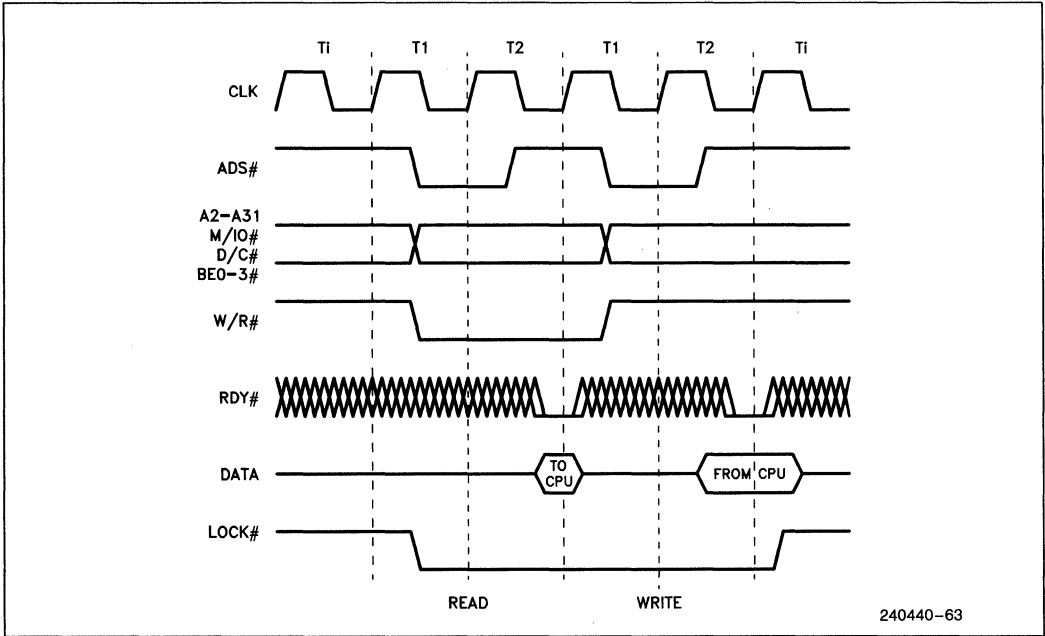 Ti T1 T2 T1 T2 Ti
CLK
ADS#
A2-A31
M/IO#
D/C#
BE0-3#
W/R#
RDY#
DATA
TO
CPU
FROM CPU
LOCK#
READ WRITE
240440-63